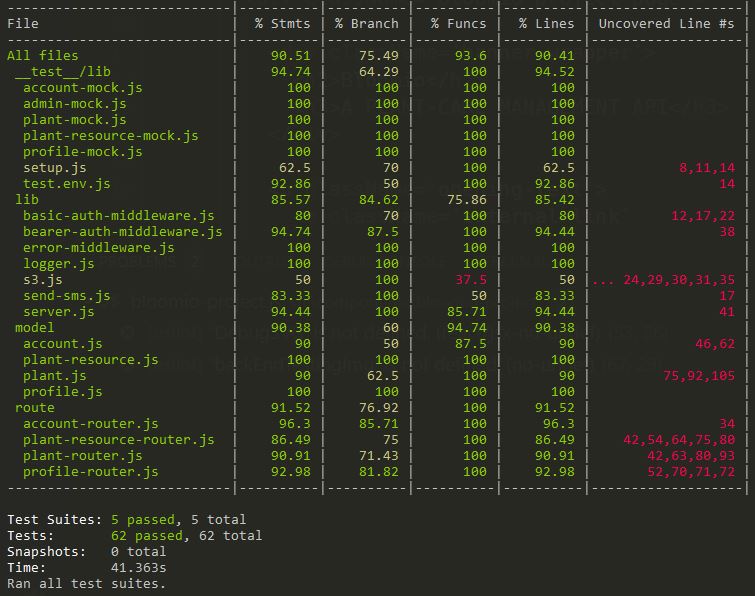 -----------------------------|----------|----------|----------|----------|-------------------|
File | % Stmts | % Branch | % Funcs | % Lines | Uncovered Line #s |
-----------------------------|----------|----------|----------|----------|-------------------|
All files | 90.51 | 75.49 | 93.6 | 90.41 | |
__test__/lib | 94.74 | 64.29 | 100 | 94.52 | |
account-mock.js | 100 | 100 | 100 | 100 | |
admin-mock.js | 100 | 100 | 100 | 100 | |
plant-mock.js | 100 | 100 | 100 | 100 | |
plant-resource-mock.js | 100 | 100 | 100 | 100 | |
profile-mock.js | 100 | 100 | 100 | 100 | |
setup.js | 62.5 | 70 | 100 | 62.5 | 8,11,14 |
test.env.js | 92.86 | 50 | 100 | 92.86 | 14 |
lib | 85.57 | 84.62 | 75.86 | 85.42 | |
basic-auth-middleware.js | 80 | 70 | 100 | 80 | 12,17,22 |
bearer-auth-middleware.js | 94.74 | 87.5 | 100 | 94.44 | 38 |
error-middleware.js | 100 | 100 | 100 | 100 | |
logger.js | 100 | 100 | 100 | 100 | |
s3.js | 50 | 100 | 37.5 | 50 | ... 24,29,30,31,35 |
send-sms.js | 83.33 | 100 | 50 | 83.33 | 17 |
server.js | 94.44 | 100 | 85.71 | 94.44 | 41 |
model | 90.38 | 60 | 94.74 | 90.38 | |
account.js | 90 | 50 | 87.5 | 90 | 46,62 |
plant-resource.js | 100 | 100 | 100 | 100 | |
plant.js | 90 | 62.5 | 100 | 90 | 75,92,105 |
profile.js | 100 | 100 | 100 | 100 | |
route | 91.52 | 76.92 | 100 | 91.52 | |
account-router.js | 96.3 | 85.71 | 100 | 96.3 | 34 |
plant-resource-router.js | 86.49 | 75 | 100 | 86.49 | 42,54,64,75,80 |
plant-router.js | 90.91 | 71.43 | 100 | 90.91 | 42,63,80,93 |
profile-router.js | 92.98 | 81.82 | 100 | 92.98 | 52,70,71,72 |
-----------------------------|----------|----------|----------|----------|-------------------|
Test Suites: 5 passed, 5 total
Tests: 62 passed, 62 total
Snapshots: 0 total
Time: 41.363s
Ran all test suites.